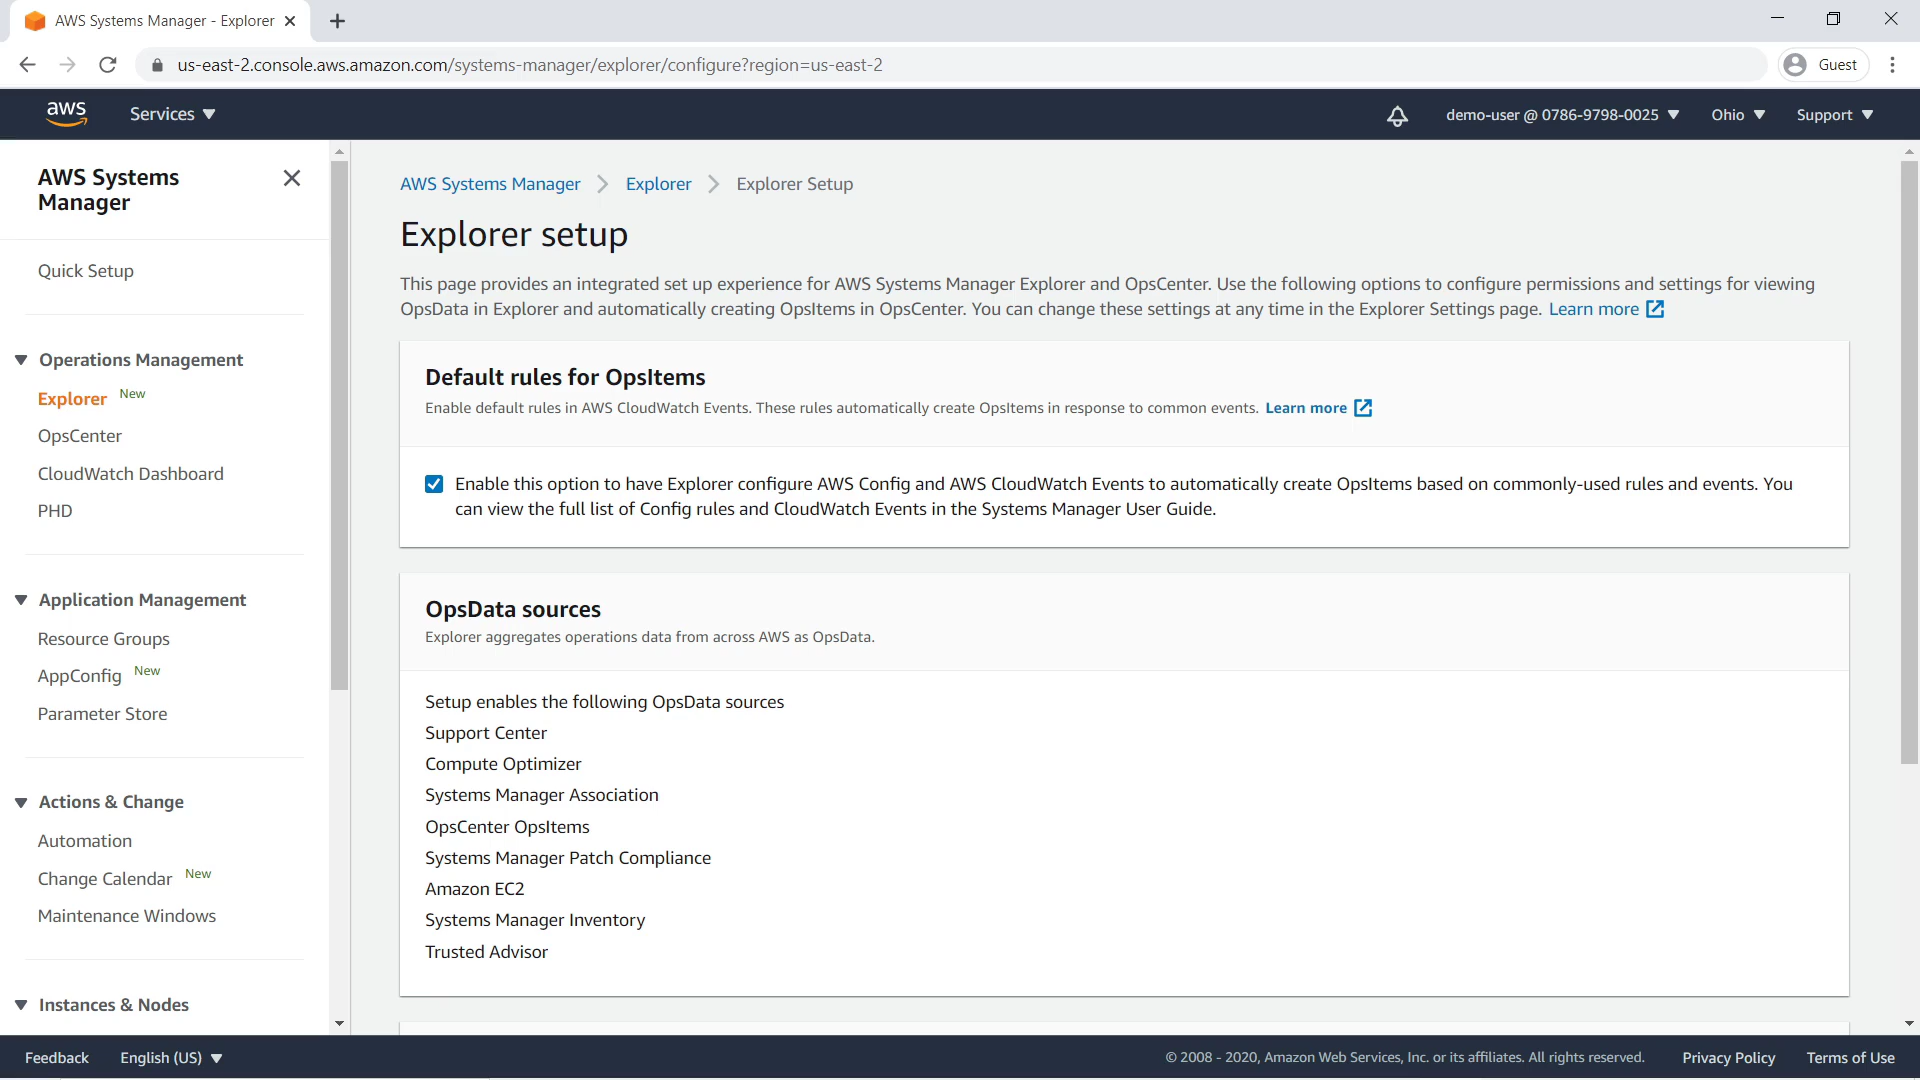 AWS Systems Manager - Explorer
us-east-2.console.aws.amazon.com/systems-manager/explorer/configure?region=us-east-2
Guest
aws
Services
demo-user @ 0786-9798-0025
Ohio
Support
AWS Systems
Manager
Quick Setup
Operations Management
Explorer New
OpsCenter
CloudWatch Dashboard
PHD
Application Management
Resource Groups
AppConfig New
Parameter Store
Actions & Change
Automation
Change Calendar New
Maintenance Windows
Instances & Nodes
AWS Systems Manager
Explorer
Explorer Setup
Explorer setup
This page provides an integrated set up experience for AWS Systems Manager Explorer and OpsCenter. Use the following options to configure permissions and settings for viewing
OpsData in Explorer and automatically creating OpsItems in OpsCenter. You can change these settings at any time in the Explorer Settings page. Learn more
Default rules for OpsItems
Enable default rules in AWS CloudWatch Events. These rules automatically create OpsItems in response to common events. Learn more
Enable this option to have Explorer configure AWS Config and AWS CloudWatch Events to automatically create OpsItems based on commonly-used rules and events. You
can view the full list of Config rules and CloudWatch Events in the Systems Manager User Guide.
OpsData sources
Explorer aggregates operations data from across AWS as OpsData.
Setup enables the following OpsData sources
Support Center
Compute Optimizer
Systems Manager Association
OpsCenter OpsItems
Systems Manager Patch Compliance
Amazon EC2
Systems Manager Inventory
Trusted Advisor
Feedback
English (US)
© 2008 - 2020, Amazon Web Services, Inc. or its affiliates. All rights reserved.
Privacy Policy
Terms of Use